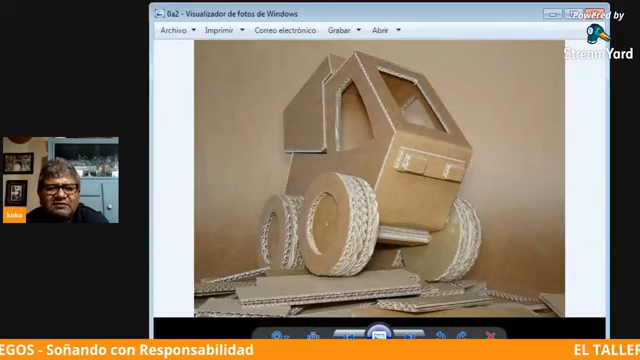 0a2 - Visualizador de fotos de Windows
Archivo Imprimir Correo electrónico Grabar Abrir
Powered by
StreamYard
koko
EGOS - Soñando con Responsabilidad EL TALLER